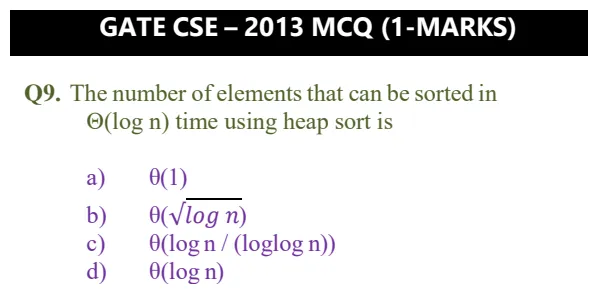 GATE CSE – 2013 MCQ (1-MARKS)
Q9. The number of elements that can be sorted in
Θ(log n) time using heap sort is
a) θ(1)
b) θ(√log n)
c) θ(log n / (loglog n))
d) θ(log n)